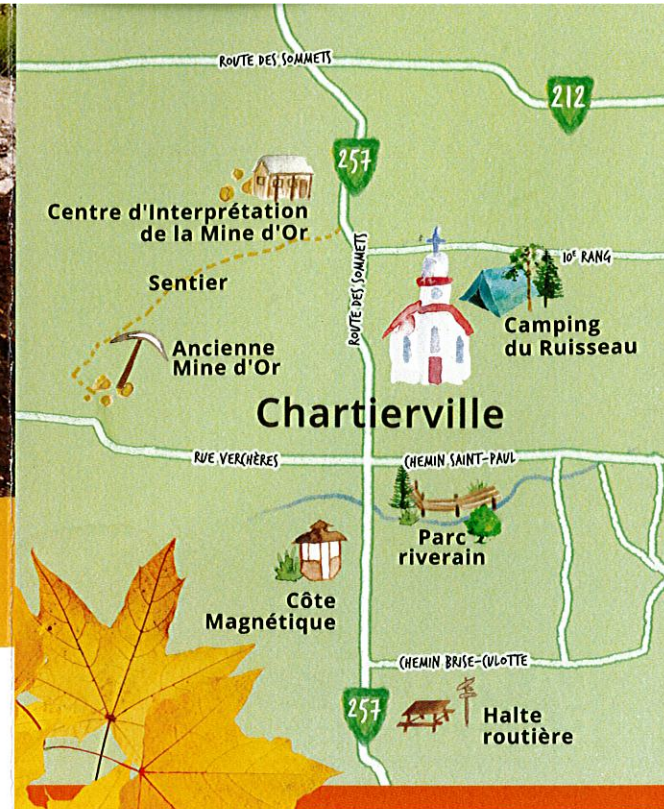 ROUTE DES SOMMETS
212
257
Centre d'Interprétation
de la Mine d'Or
10E RANG
ROUTE DES SOMMETS
Sentier
Camping
du Ruisseau
Ancienne
Mine d'Or
Chartierville
RUE VERCHÈRES
CHEMIN SAINT-PAUL
Parc
riverain
Côte
Magnétique
CHEMIN BRISE-CULOTTE
257
Halte
routière